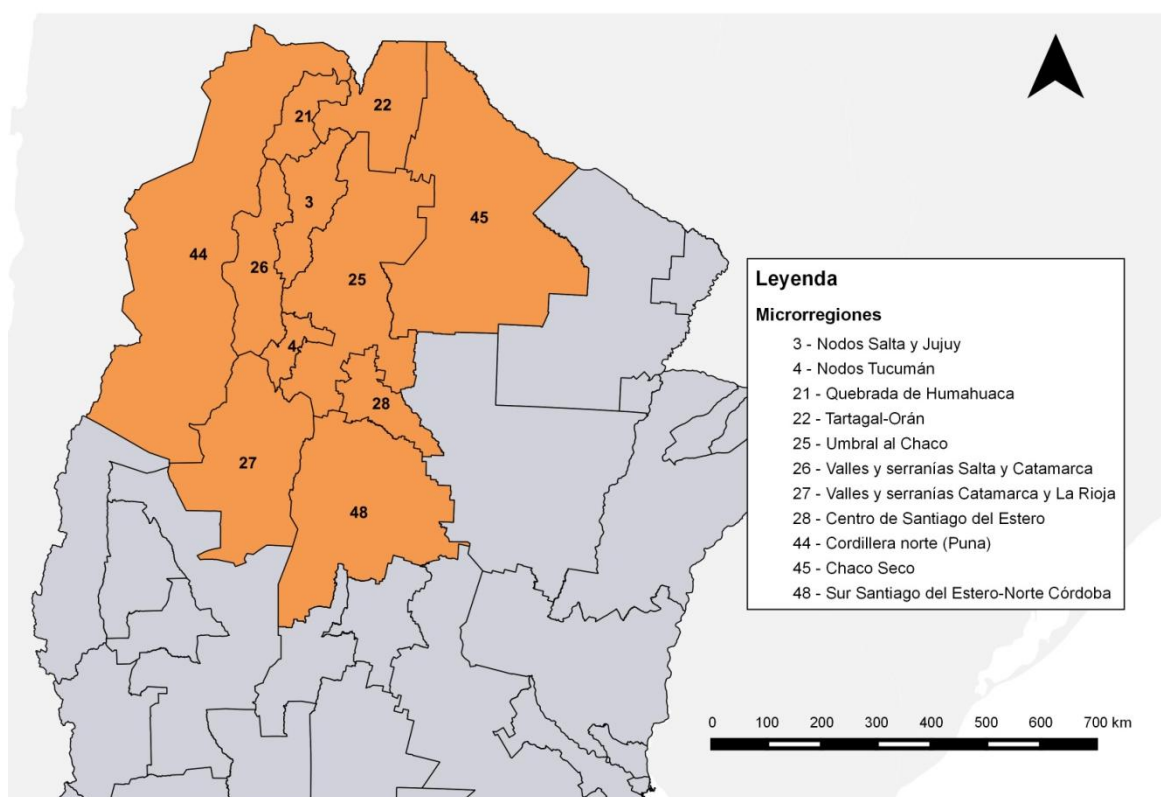 22
21
3
45
44
26
25
4
28
27
48
Leyenda
Microrregiones
3 - Nodos Salta y Jujuy
4 - Nodos Tucumán
21 - Quebrada de Humahuaca
22 - Tartagal-Orán
25 - Umbral al Chaco
26 - Valles y serranías Salta y Catamarca
27 - Valles y serranías Catamarca y La Rioja
28 - Centro de Santiago del Estero
44 - Cordillera norte (Puna)
45 - Chaco Seco
48 - Sur Santiago del Estero-Norte Córdoba
0 100 200 300 400 500 600 700 km